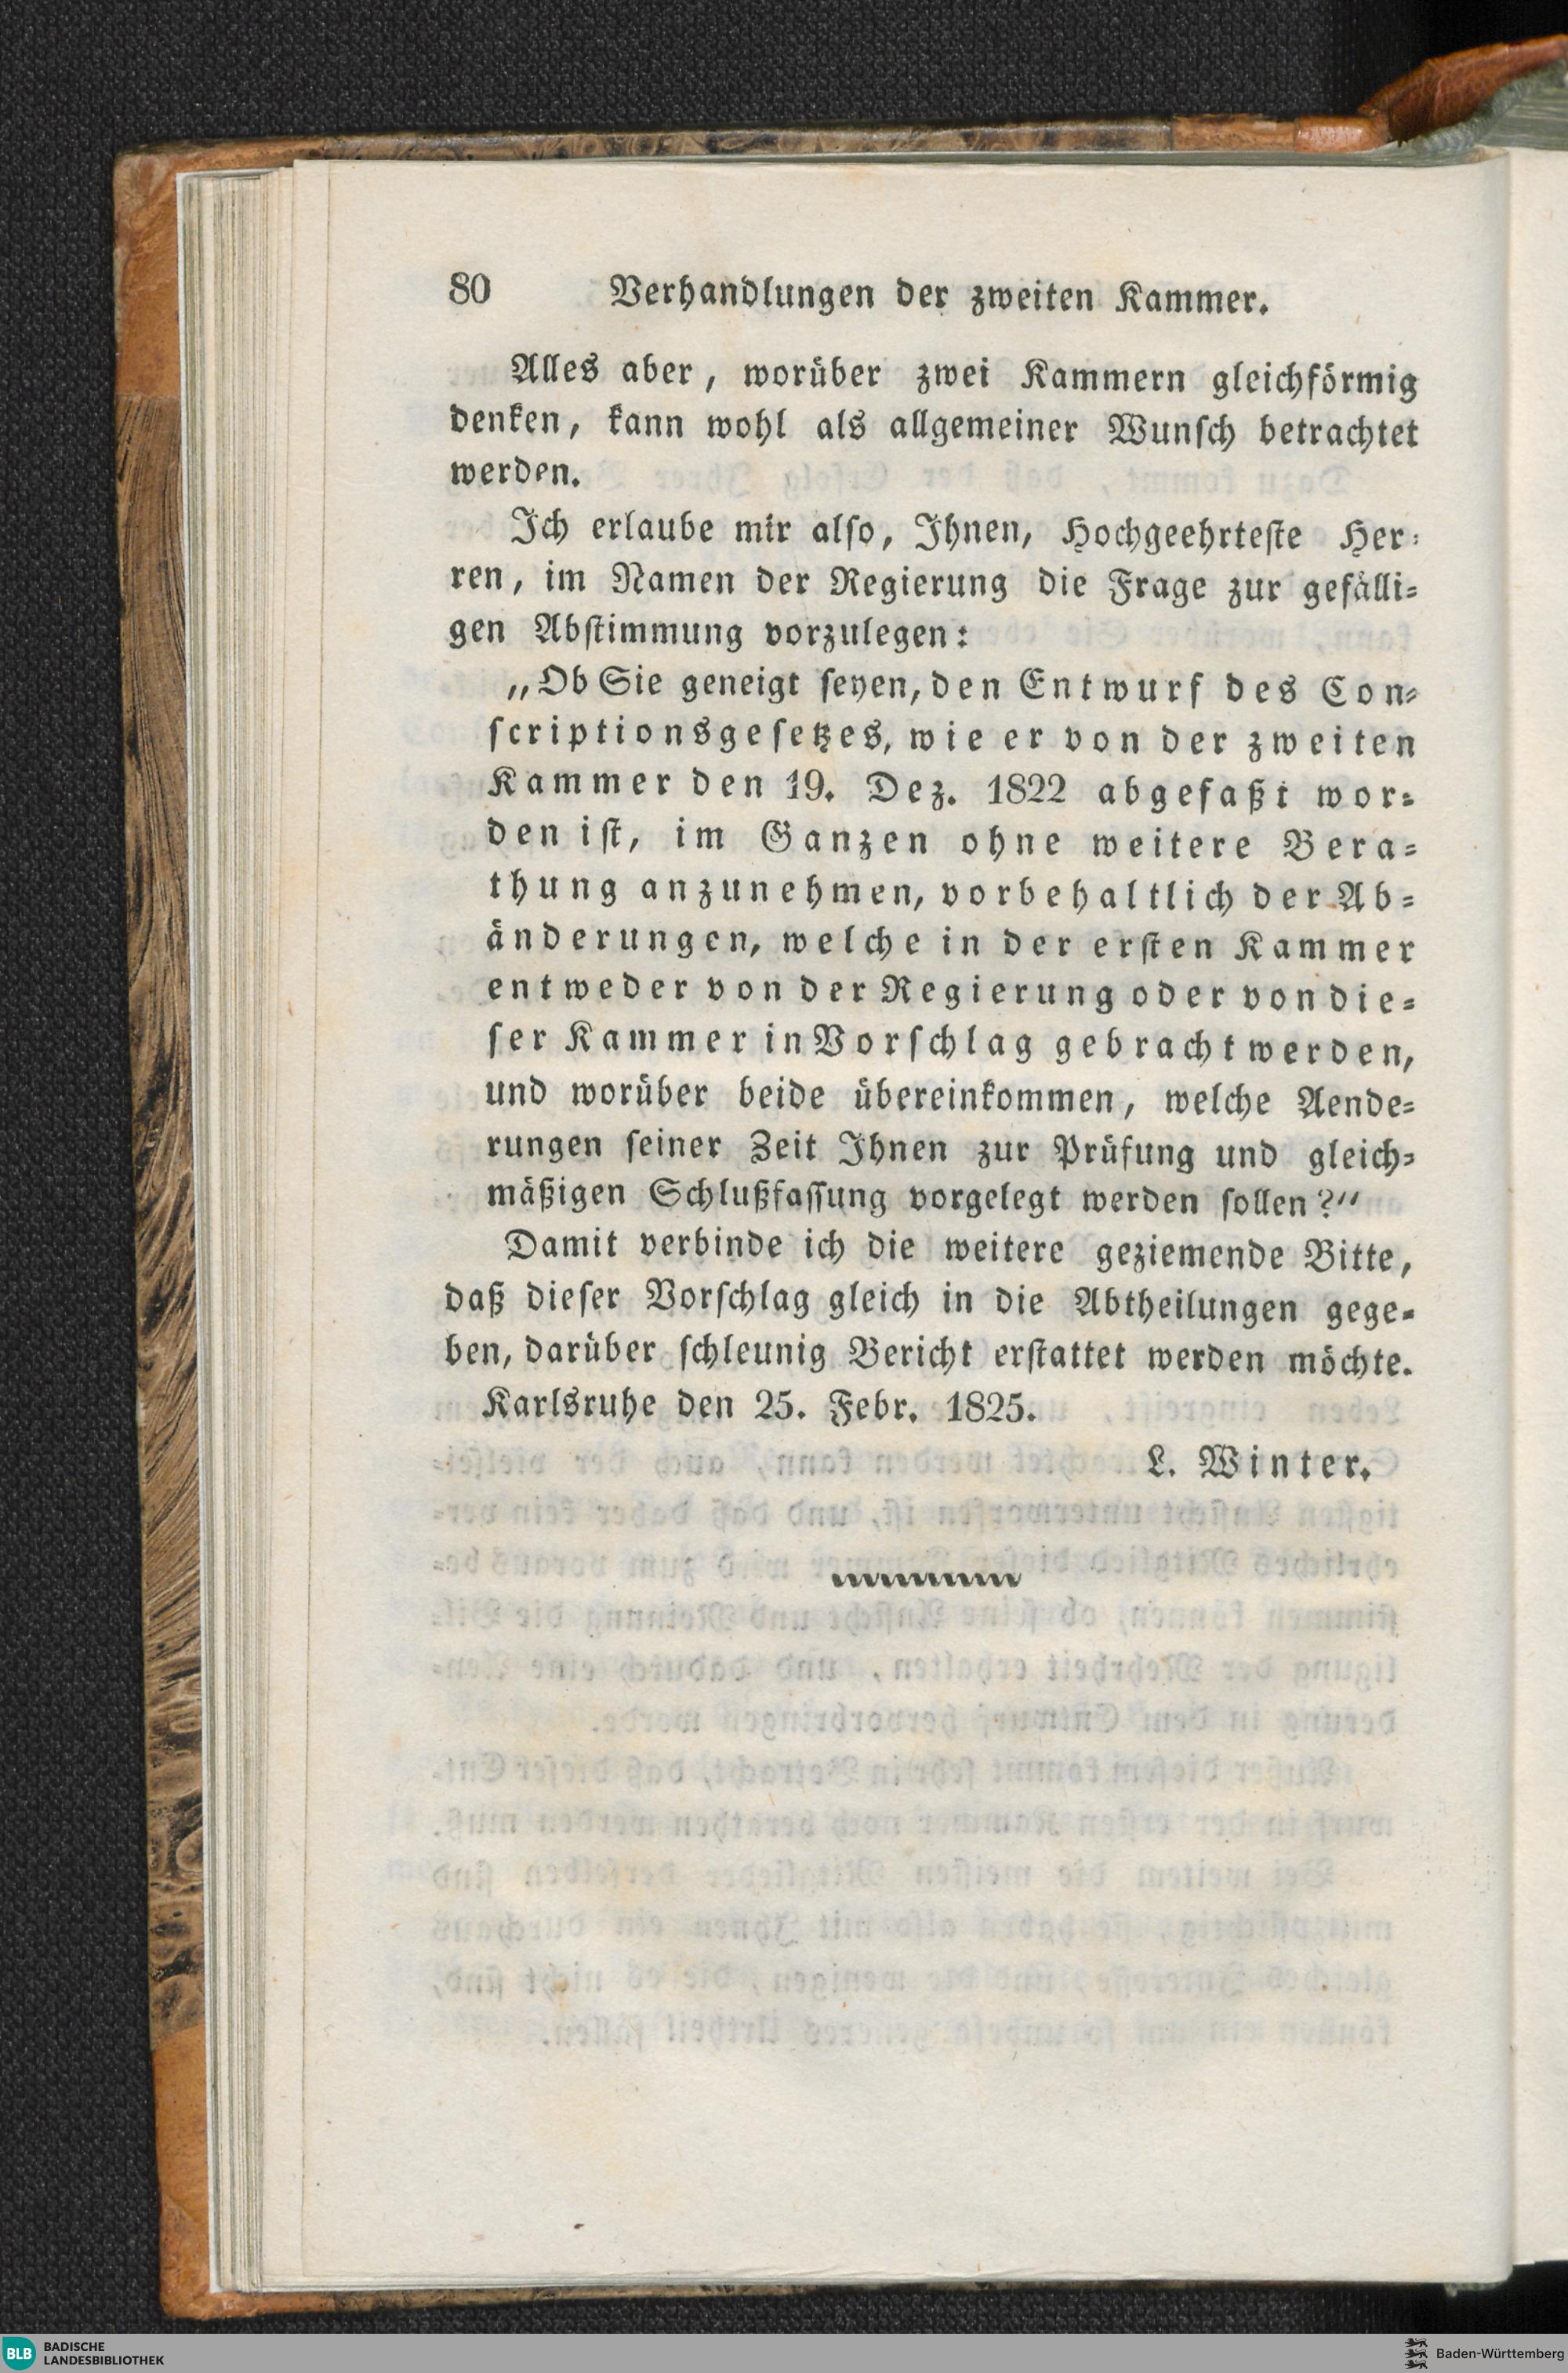 80 Verhandlungen der zweiten Kammer.
Alles aber, worüber zwei Kammern gleichförmig
denken, kann wohl als allgemeiner Wunſch betrachtet
werden.
Ich erlaube mir alſo, Ihnen, Hochgeehrteſte Her-
ren, im Namen der Regierung die Frage zur gefälli-
gen Abſtimmung vorzulegen:
„Ob Sie geneigt ſeyen, den Entwurf des Con-
ſcriptionsgeſetzes, wie er von der zweiten
Kammer den 19. Dez. 1822 abgefaßt wor-
den iſt, im Ganzen ohne weitere Bera-
thung anzunehmen, vorbehaltlich der Ab-
änderungen, welche in der erſten Kammer
entweder von der Regierung oder von die-
ſer Kammer in Vorſchlag gebracht werden,
und worüber beide übereinkommen, welche Aende-
rungen ſeiner Zeit Ihnen zur Prüfung und gleich-
mäßigen Schlußfaſſung vorgelegt werden ſollen?“
Damit verbinde ich die weitere geziemende Bitte,
daß dieſer Vorſchlag gleich in die Abtheilungen gege-
ben, darüber ſchleunig Bericht erſtattet werden möchte.
Karlsruhe den 25. Febr. 1825.
L. Winter.
BLB BADISCHE
LANDESBIBLIOTHEK
Baden-Württemberg